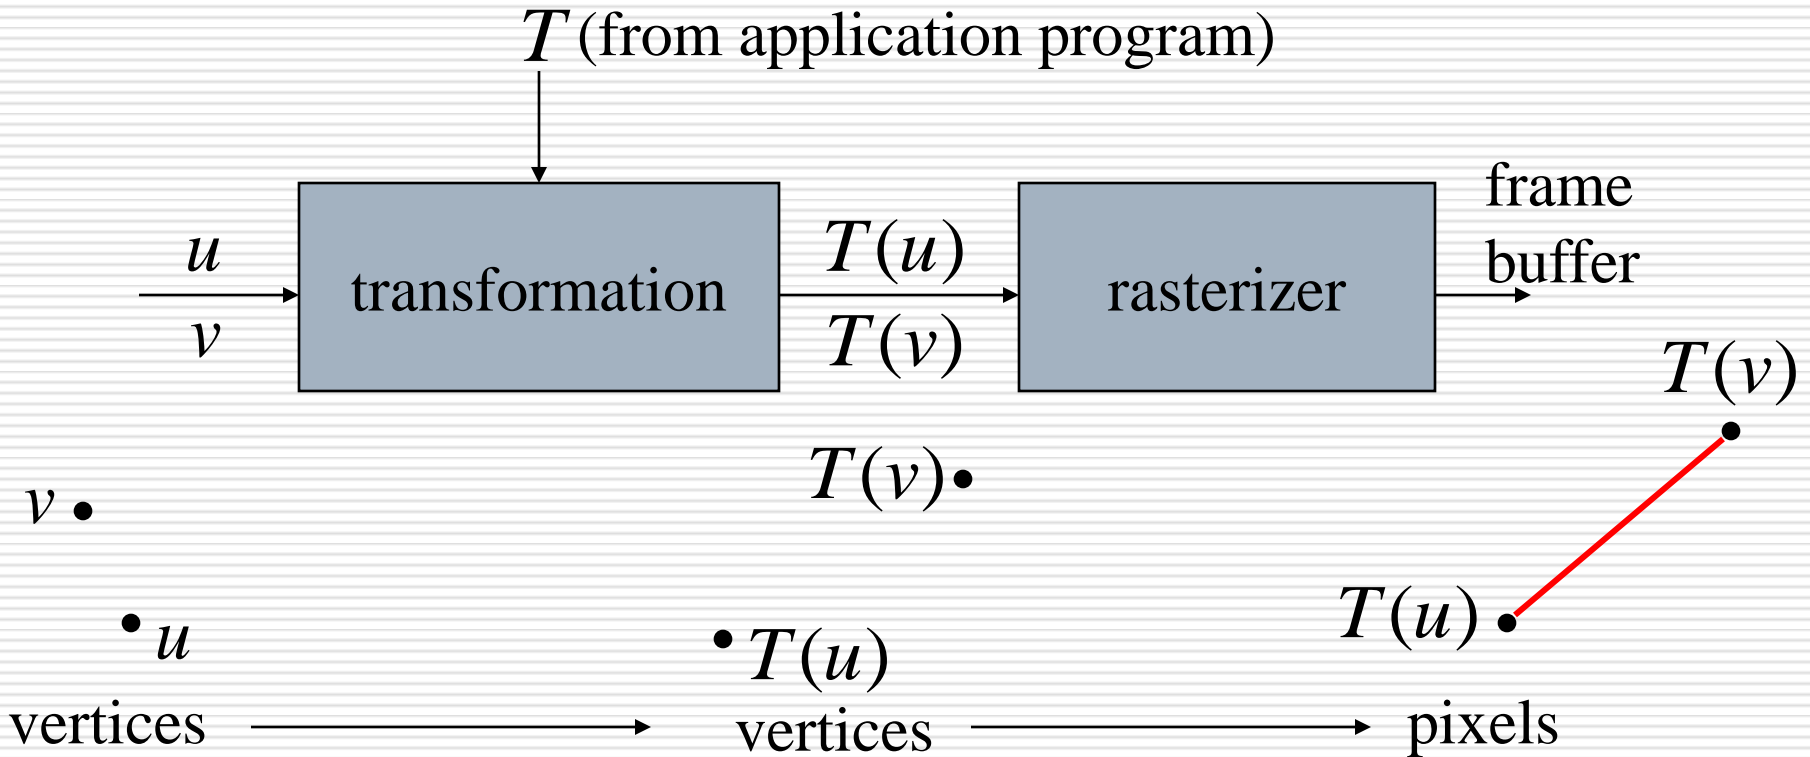 T (from application program)
frame
buffer
u
v
transformation
T(u)
T(v)
rasterizer
T(v)
v
T(v)
u
T(u)
T(u)
vertices
vertices
pixels